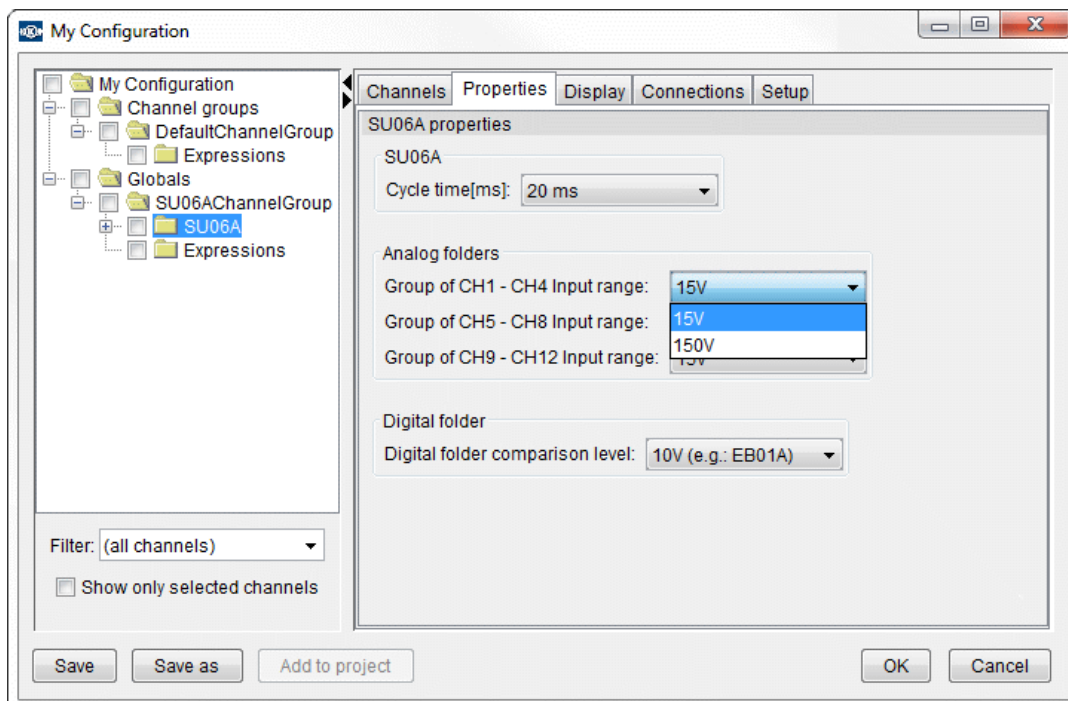 My Configuration
My Configuration
Channel groups
DefaultChannelGroup
Expressions
Globals
SU06AChannelGroup
SU06A
Expressions
Filter: (all channels)
Show only selected channels
Channels Properties Display Connections Setup
SU06A properties
SU06A
Cycle time[ms]: 20 ms
Analog folders
Group of CH1 - CH4 Input range: 15V
15V
150V
Group of CH5 - CH8 Input range:
Group of CH9 - CH12 Input range: 15V
Digital folder
Digital folder comparison level: 10V (e.g.: EB01A)
Save Save as Add to project OK Cancel